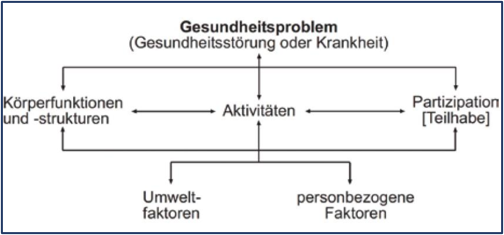 Gesundheitsproblem
(Gesundheitsstörung oder Krankheit)
Körperfunktionen
und -strukturen
Aktivitäten
Partizipation
[Teilhabe]
Umwelt-
faktoren
personbezogene
Faktoren